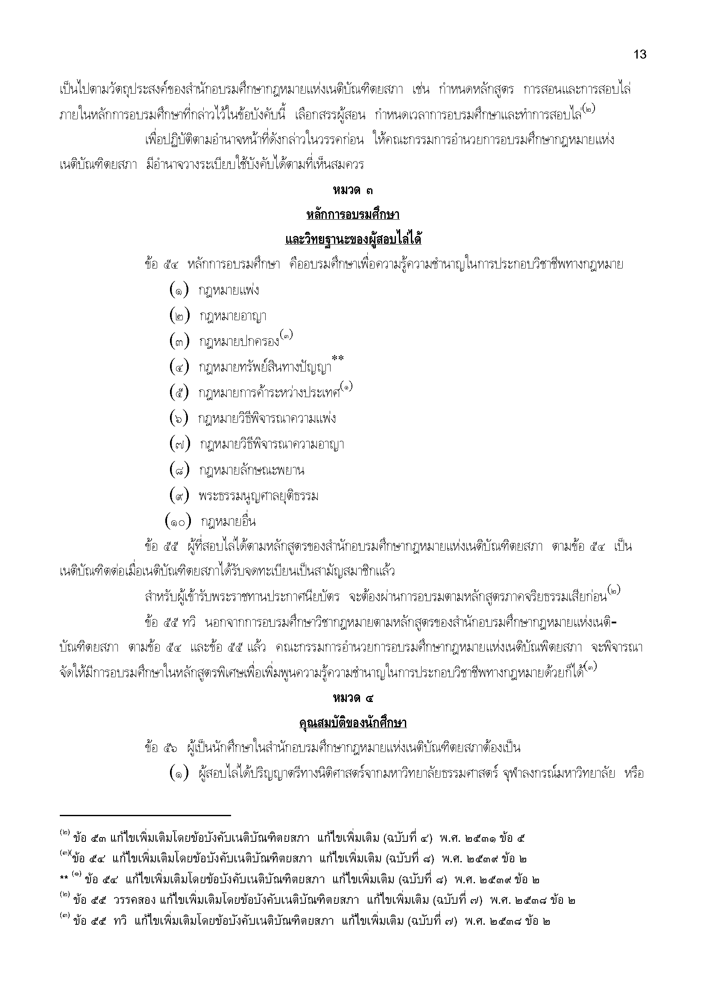 13
เป็นไปตามวัตถุประสงค์ของสำนักอบรมศึกษากฎหมายแห่งเนติบัณฑิตยสภา เช่น กำหนดหลักสูตร การสอนและการสอบไล่
ภายในหลักการอบรมศึกษาที่กล่าวไว้ในข้อบังคับนี้ เลือกสรรผู้สอน กำหนดเวลาการอบรมศึกษาและทำการสอบไล่(๒)
เพื่อปฏิบัติตามอำนาจหน้าที่ดังกล่าวในวรรคก่อน ให้คณะกรรมการอำนวยการอบรมศึกษากฎหมายแห่ง
เนติบัณฑิตยสภา มีอำนาจวางระเบียบใช้บังคับได้ตามที่เห็นสมควร
หมวด ๓
หลักการอบรมศึกษา
และวิทยฐานะของผู้สอบไล่ได้
ข้อ ๕๔ หลักการอบรมศึกษา คืออบรมศึกษาเพื่อความรู้ความชำนาญในการประกอบวิชาชีพทางกฎหมาย
(๑) กฎหมายแพ่ง
(๒) กฎหมายอาญา
(๓) กฎหมายปกครอง(๓)
(๔) กฎหมายทรัพย์สินทางปัญญา**
(๕) กฎหมายการค้าระหว่างประเทศ(๑)
(๖) กฎหมายวิธีพิจารณาความแพ่ง
(๗) กฎหมายวิธีพิจารณาความอาญา
(๘) กฎหมายลักษณะพยาน
(๙) พระธรรมนูญศาลยุติธรรม
(๑๐) กฎหมายอื่น
ข้อ ๕๕ ผู้ที่สอบไล่ได้ตามหลักสูตรของสำนักอบรมศึกษากฎหมายแห่งเนติบัณฑิตยสภา ตามข้อ ๕๔ เป็น
เนติบัณฑิตต่อเมื่อเนติบัณฑิตยสภาได้รับจดทะเบียนเป็นสามัญสมาชิกแล้ว
สำหรับผู้เข้ารับพระราชทานประกาศนียบัตร จะต้องผ่านการอบรมตามหลักสูตรภาคจริยธรรมเสียก่อน(๒)
ข้อ ๕๕ ทวิ นอกจากการอบรมศึกษาวิชากฎหมายตามหลักสูตรของสำนักอบรมศึกษากฎหมายแห่งเนติ-
บัณฑิตยสภา ตามข้อ ๕๔ และข้อ ๕๕ แล้ว คณะกรรมการอำนวยการอบรมศึกษากฎหมายแห่งเนติบัณพิตยสภา จะพิจารณา
จัดให้มีการอบรมศึกษาในหลักสูตรพิเศษเพื่อเพิ่มพูนความรู้ความชำนาญในการประกอบวิชาชีพทางกฎหมายด้วยก็ได้(๓)
หมวด ๔
คุณสมบัติของนักศึกษา
ข้อ ๕๖ ผู้เป็นนักศึกษาในสำนักอบรมศึกษากฎหมายแห่งเนติบัณฑิตยสภาต้องเป็น
(๑) ผู้สอบไล่ได้ปริญญาตรีทางนิติศาสตร์จากมหาวิทยาลัยธรรมศาสตร์ จุฬาลงกรณ์มหาวิทยาลัย หรือ
(๒) ข้อ ๕๓ แก้ไขเพิ่มเติมโดยข้อบังคับเนติบัณฑิตยสภา แก้ไขเพิ่มเติม (ฉบับที่ ๔) พ.ศ. ๒๕๓๑ ข้อ ๕
(๓)(ข้อ ๕๔ แก้ไขเพิ่มเติมโดยข้อบังคับเนติบัณฑิตยสภา แก้ไขเพิ่มเติม (ฉบับที่ ๘) พ.ศ. ๒๕๓๙ ข้อ ๒
** (๑) ข้อ ๕๔ แก้ไขเพิ่มเติมโดยข้อบังคับเนติบัณฑิตยสภา แก้ไขเพิ่มเติม (ฉบับที่ ๘) พ.ศ. ๒๕๓๙ ข้อ ๒
(๒) ข้อ ๕๕ วรรคสอง แก้ไขเพิ่มเติมโดยข้อบังคับเนติบัณฑิตยสภา แก้ไขเพิ่มเติม (ฉบับที่ ๗) พ.ศ. ๒๕๓๘ ข้อ ๒
(๓) ข้อ ๕๕ ทวิ แก้ไขเพิ่มเติมโดยข้อบังคับเนติบัณฑิตยสภา แก้ไขเพิ่มเติม (ฉบับที่ ๗) พ.ศ. ๒๕๓๘ ข้อ ๒